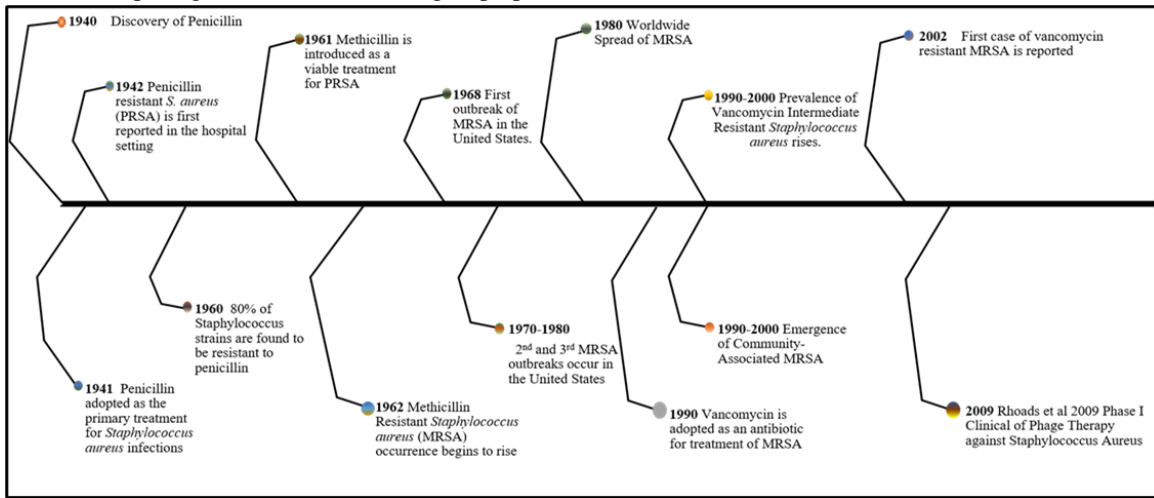 1940 Discovery of Penicillin
1942 Penicillin
resistant S. aureus
(PRSA) is first
reported in the hospital
setting
1961 Methicillin is
introduced as a
viable treatment
for PRSA
1968 First
outbreak of
MRSA in the
United States.
1980 Worldwide
Spread of MRSA
1990-2000 Prevalence of
Vancomycin Intermediate
Resistant Staphylococcus
aureus rises.
2002 First case of vancomycin
resistant MRSA is reported
1941 Penicillin
adopted as the
primary treatment
for Staphylococcus
aureus infections
1960 80% of
Staphylococcus
strains are found to
be resistant to
penicillin
1962 Methicillin
Resistant Staphylococcus
aureus (MRSA)
occurrence begins to rise
1970-1980
2nd and 3rd MRSA
outbreaks occur in
the United States
1990 Vancomycin is
adopted as an antibiotic
for treatment of MRSA
1990-2000 Emergence
of Community-
Associated MRSA
2009 Rhoads et al 2009 Phase I
Clinical of Phage Therapy
against Staphylococcus Aureus